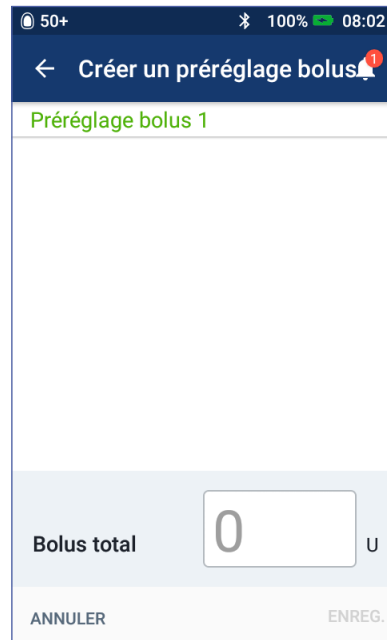 50+ 100% 08:02
Créer un préréglage bolus 1
Préréglage bolus 1
Bolus total 0 U
ANNULER ENREG.